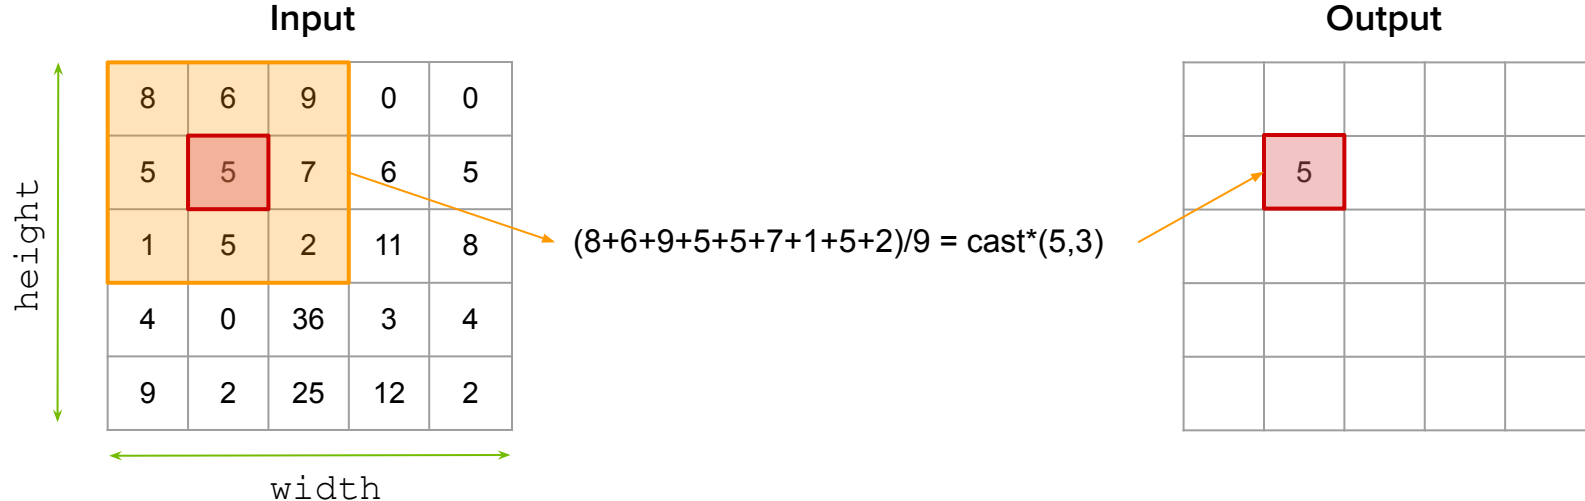 Input
Output
8 6 9 0 0
5 5 7 6 5
5
1 5 2 11 8
(8+6+9+5+5+7+1+5+2)/9 = cast*(5,3)
4 0 36 3 4
9 2 25 12 2
height
width